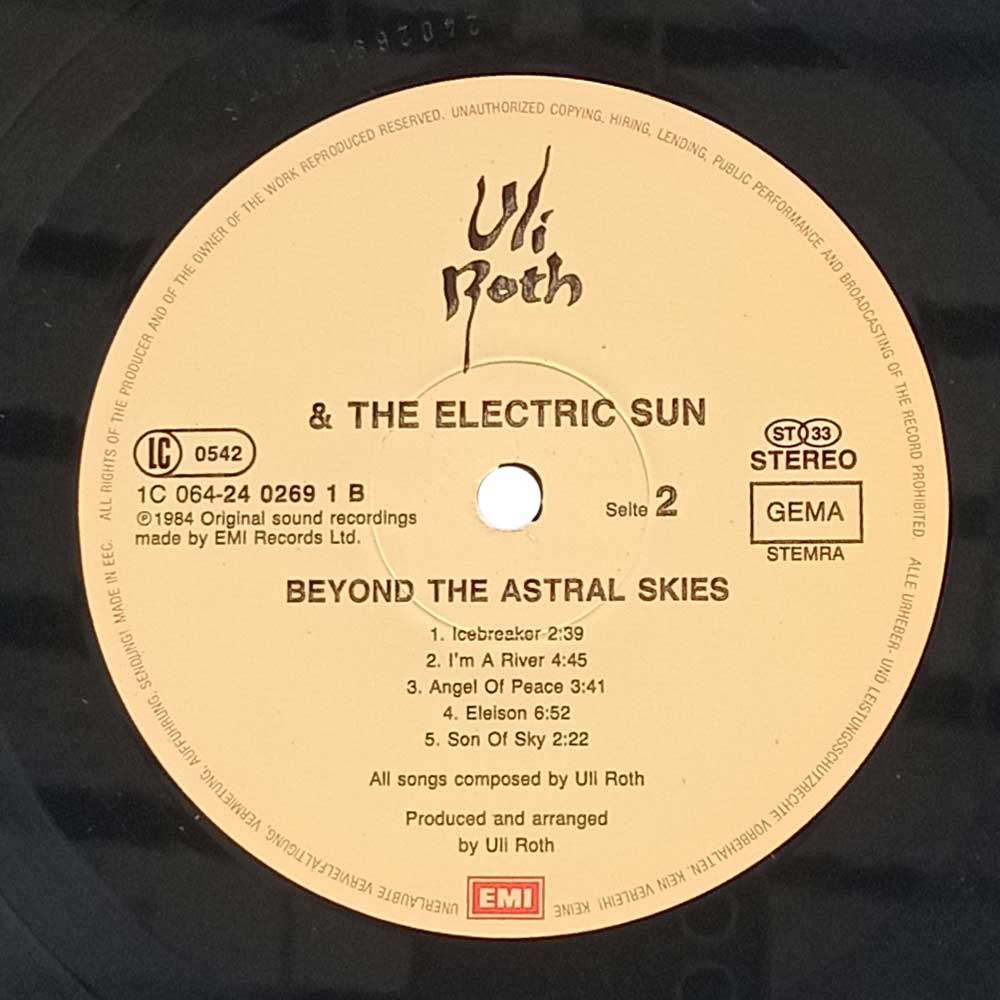 ALL RIGHTS OF THE PRODUCER AND OF THE OWNER OF THE WORK REPRODUCED RESERVED. UNAUTHORIZED COPYING, HIRING, LENDING, PUBLIC PERFORMANCE AND BROADCASTING OF THE RECORD PROHIBITED.
Uli
Roth
& THE ELECTRIC SUN
LC 0542
1C 064-24 0269 1 B
℗1984 Original sound recordings
made by EMI Records Ltd.
Seite 2
ST 33
STEREO
GEMA
STEMRA
BEYOND THE ASTRAL SKIES
1. Icebreaker 2:39
2. I'm A River 4:45
3. Angel Of Peace 3:41
4. Eleison 6:52
5. Son Of Sky 2:22
All songs composed by Uli Roth
Produced and arranged
by Uli Roth
EMI
ALLE URHEBER- UND LEISTUNGSSCHUTZRECHTE VORBEHALTEN, KEIN VERLEIH! KEINE
UNERLAUBTE VERVIELFÄLTIGUNG, VERMIETUNG, AUFFÜHRUNG, SENDUNG! MADE IN EEC.